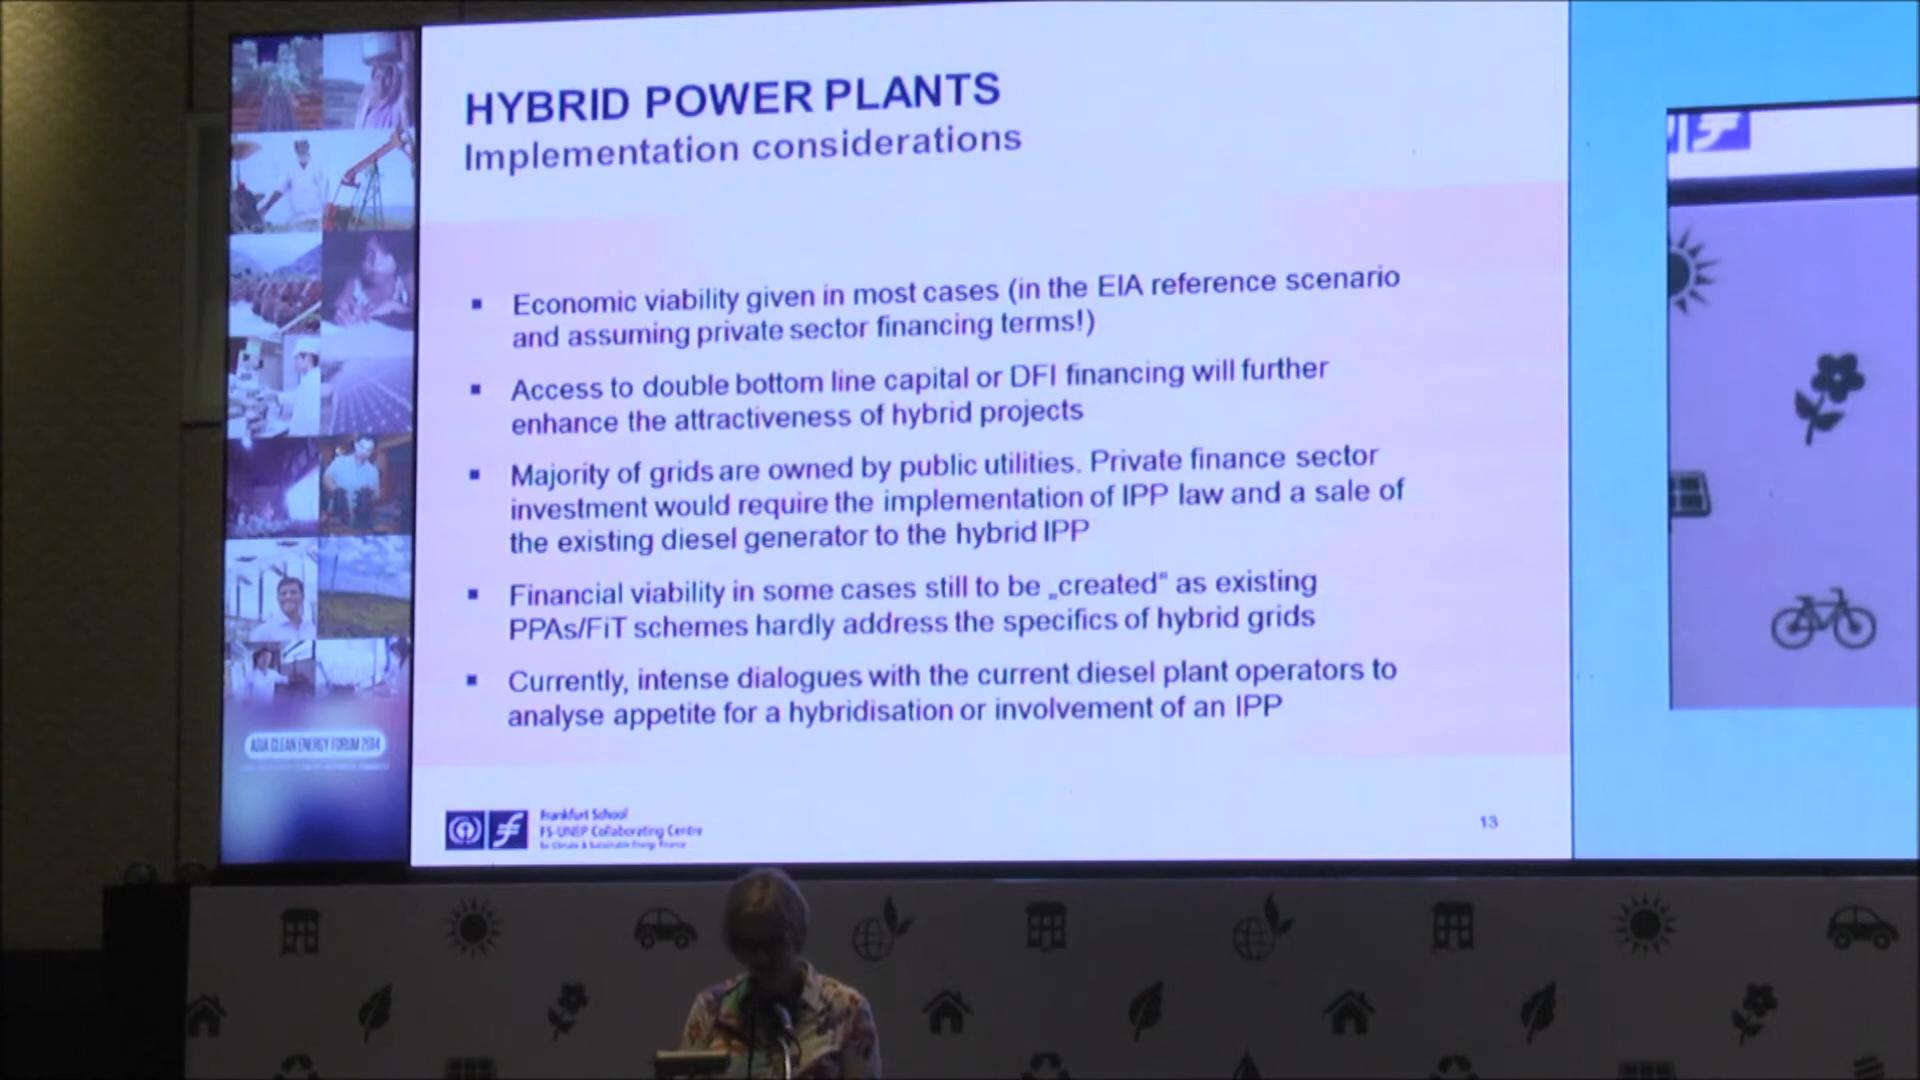 HYBRID POWER PLANTS
Implementation considerations
▪ Economic viability given in most cases (in the EIA reference scenario
and assuming private sector financing terms!)
▪ Access to double bottom line capital or DFI financing will further
enhance the attractiveness of hybrid projects
▪ Majority of grids are owned by public utilities. Private finance sector
investment would require the implementation of IPP law and a sale of
the existing diesel generator to the hybrid IPP
▪ Financial viability in some cases still to be „created" as existing
PPAs/FiT schemes hardly address the specifics of hybrid grids
▪ Currently, intense dialogues with the current diesel plant operators to
analyse appetite for a hybridisation or involvement of an IPP
ASIA CLEAN ENERGY FORUM 2014
Frankfurt School
FS-UNEP Collaborating Centre
for Climate & Sustainable Energy Finance
13